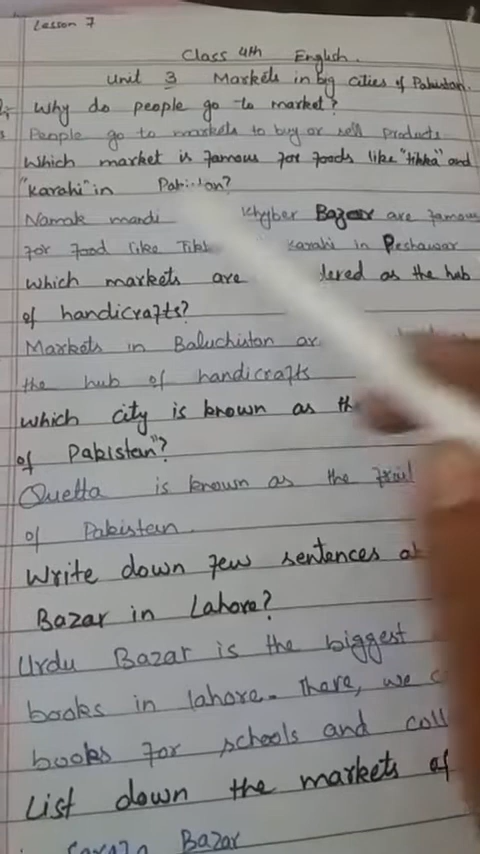 Lesson 7
Class 4th English.
Unit 3 Markets in big cities of Pakistan.
Why do people go to market?
People go to markets to buy or sell products
Which market is famous for foods like "tikka" and
"karahi" in Pakistan?
Namak mandi Khyber Bazar are famous
for food like Tikk karahi in Peshawar
Which markets are dered as the hub
of handicrafts?
Markets in Baluchistan ar
the hub of handicrafts
Which city is known as th
of Pakistan"?
Quetta is known as the fruit
of Pakistan.
Write down few sentences a
Bazar in Lahore?
Urdu Bazar is the biggest
books in lahore. There, we c
books for schools and coll
List down the markets of
Bazar